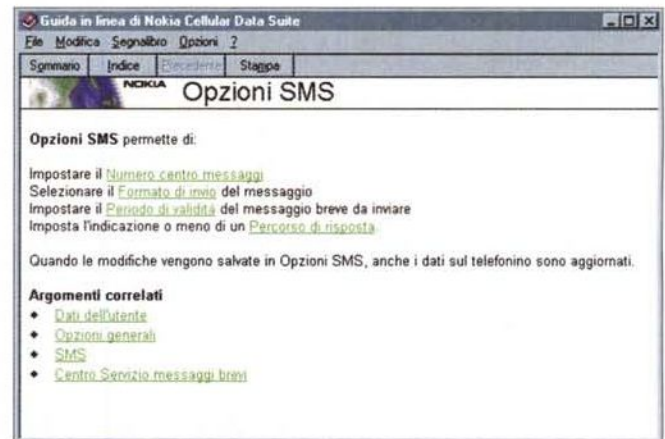 Guida in linea di Nokia Cellular Data Suite
File Modifica Segnalibro Opzioni ?
Sommario Indice Precedente Stampa
NOKIA Opzioni SMS
Opzioni SMS permette di:
Impostare il Numero centro messaggi
Selezionare il Formato di invio del messaggio
Impostare il Periodo di validità del messaggio breve da inviare
Imposta l'indicazione o meno di un Percorso di risposta.
Quando le modifiche vengono salvate in Opzioni SMS, anche i dati sul telefonino sono aggiornati.
Argomenti correlati
Dati dell'utente
Opzioni generali
SMS
Centro Servizio messaggi brevi